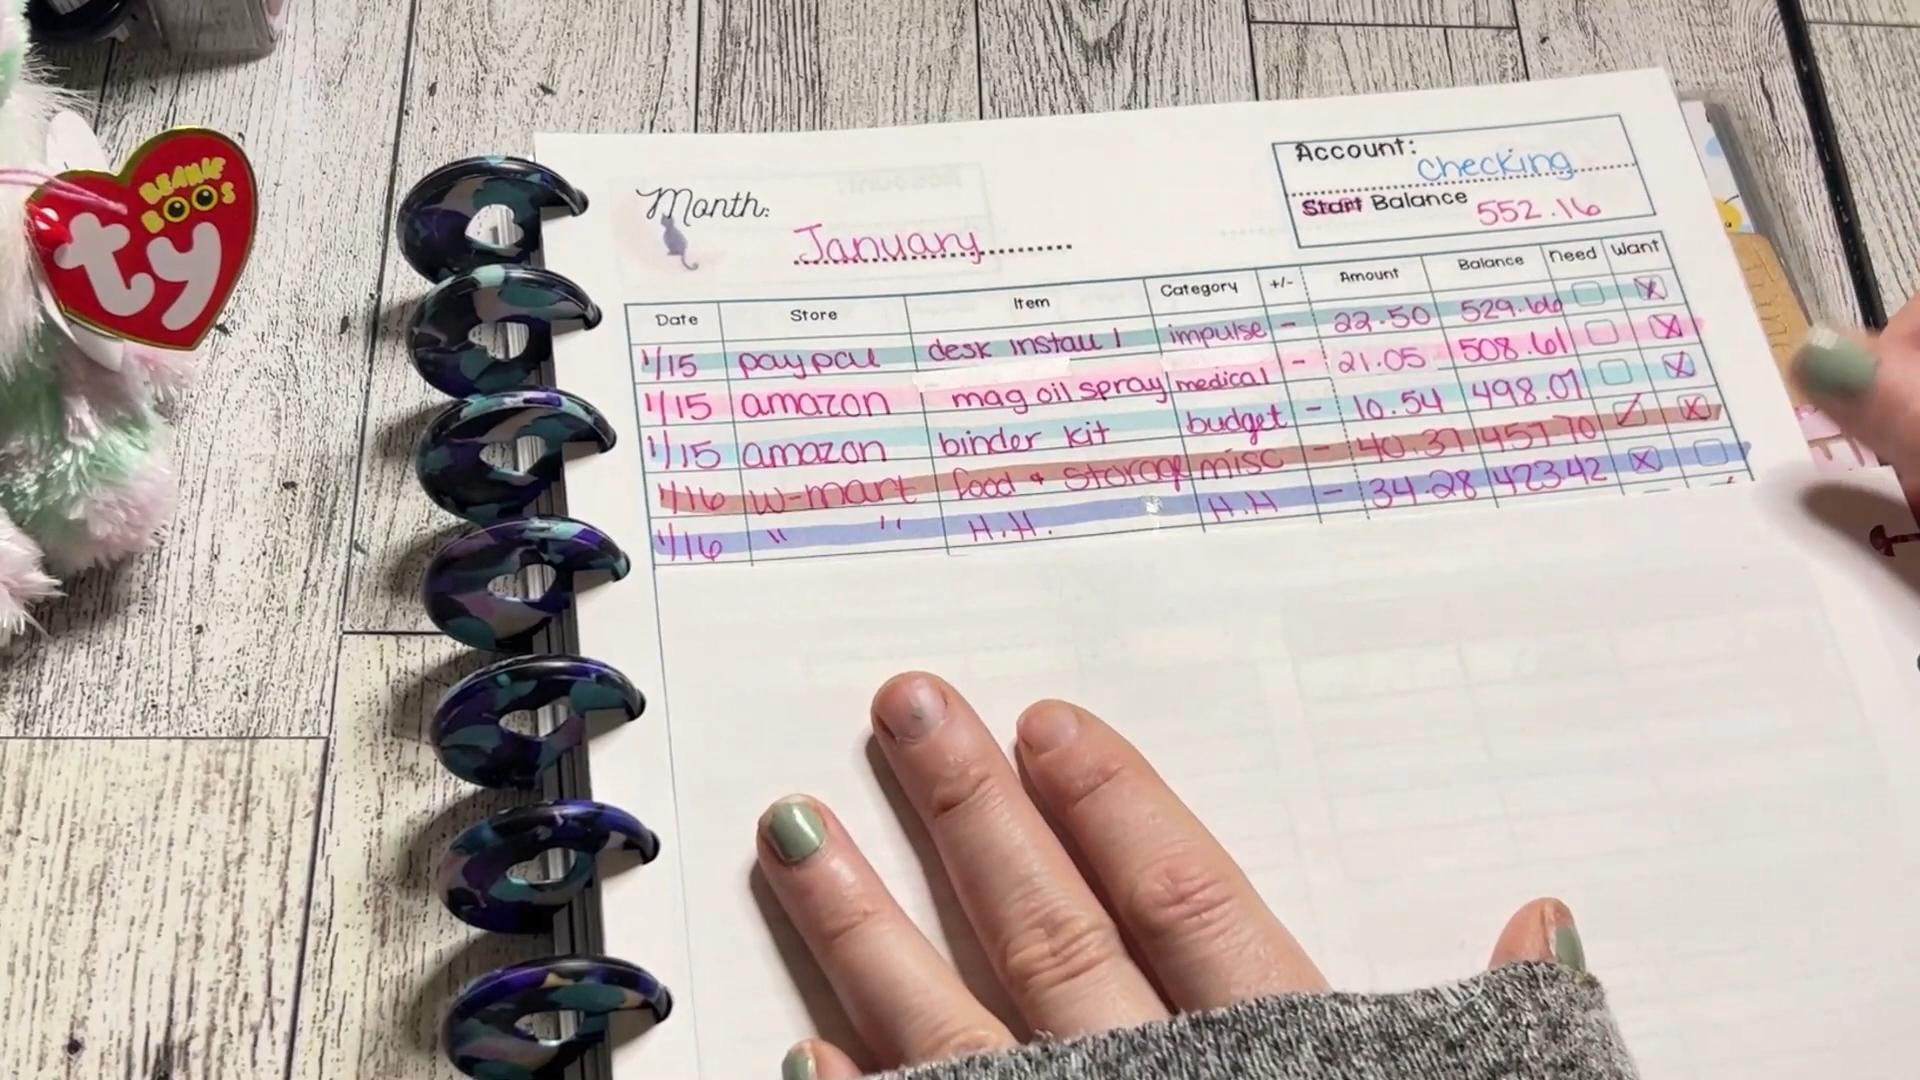 BEANIE BOOS
ty
Month: January
Account: checking
Start Balance 552.16
Date Store Item Category +/- Amount Balance Need Want
1/15 paypal desk install 1 impulse - 22.50 529.66 X
1/15 amazon mag oil spray medical - 21.05 508.61 X
1/15 amazon binder kit budget - 10.54 498.07 X
1/16 w-mart food + storage misc - 40.37 457.70 / X
1/16 " " H.H. H.H - 34.28 423.42 X